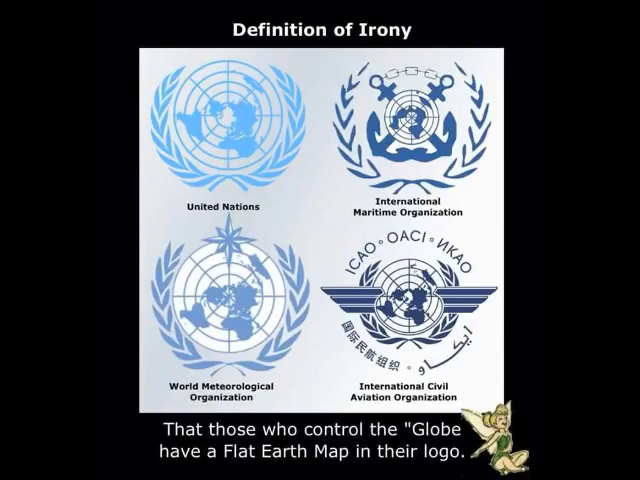 Definition of Irony
United Nations
International
Maritime Organization
ICAO · OACI · ИКАО
国际民航组织 · ايكاو
World Meteorological
Organization
International Civil
Aviation Organization
That those who control the "Globe
have a Flat Earth Map in their logo.